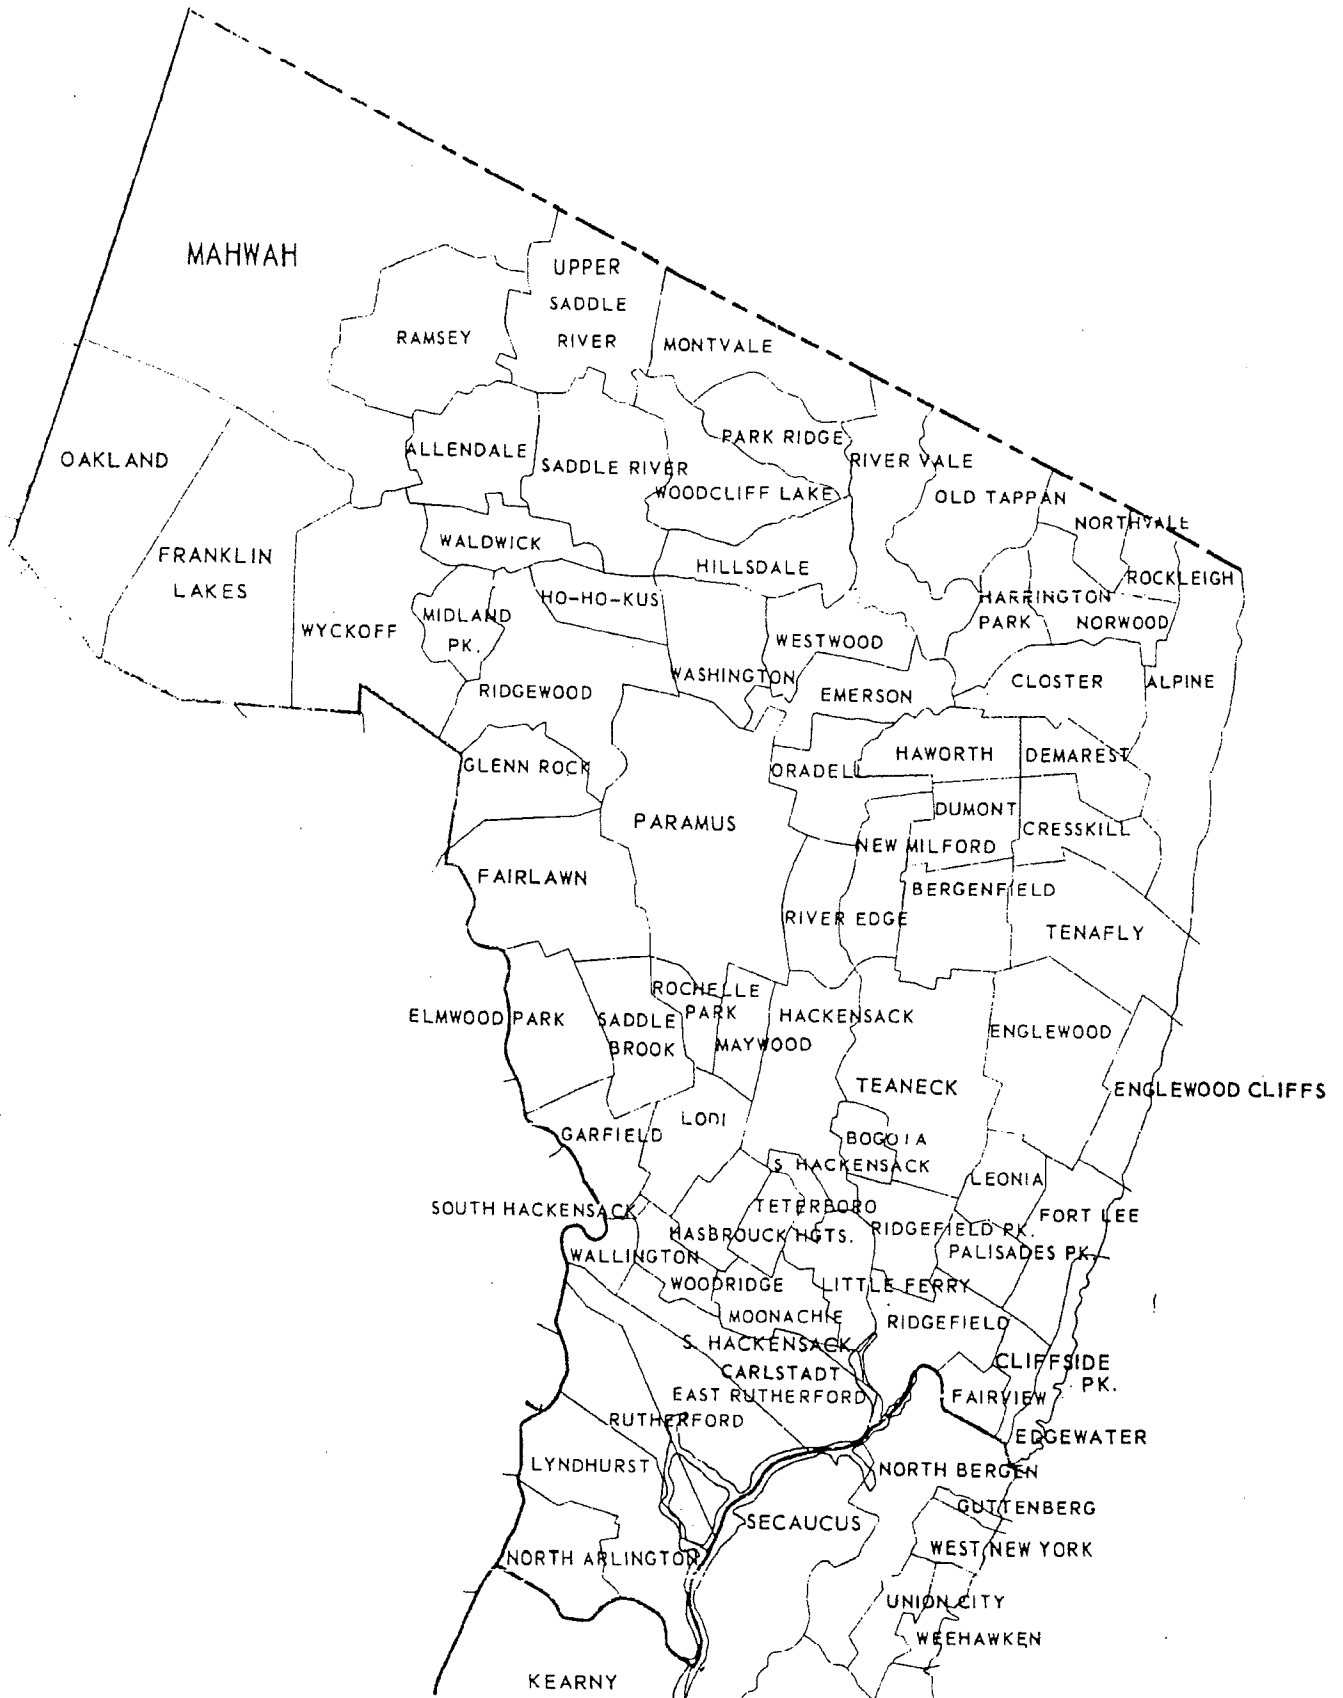 MAHWAH
UPPER
SADDLE
RIVER
RAMSEY
MONTVALE
PARK RIDGE
ALLENDALE
SADDLE RIVER
OAKLAND
RIVER VALE
WOODCLIFF LAKE
OLD TAPPAN
NORTHVALE
WALDWICK
FRANKLIN
LAKES
HILLSDALE
ROCKLEIGH
HO-HO-KUS
HARRINGTON
PARK
NORWOOD
MIDLAND
PK.
WYCKOFF
WESTWOOD
WASHINGTON
RIDGEWOOD
EMERSON
CLOSTER
ALPINE
GLENN ROCK
ORADELL
HAWORTH
DEMAREST
PARAMUS
DUMONT
CRESSKILL
NEW MILFORD
FAIRLAWN
BERGENFIELD
RIVER EDGE
TENAFLY
ROCHELLE
PARK
ELMWOOD PARK
SADDLE
BROOK
HACKENSACK
ENGLEWOOD
MAYWOOD
TEANECK
ENGLEWOOD CLIFFS
LODI
GARFIELD
BOGOTA
S HACKENSACK
LEONIA
SOUTH HACKENSACK
TETERBORO
FORT LEE
HASBROUCK HGTS.
RIDGEFIELD PK.
PALISADES PK.
WALLINGTON
WOODRIDGE
LITTLE FERRY
MOONACHIE
RIDGEFIELD
S. HACKENSACK
CLIFFSIDE
PK.
CARLSTADT
EAST RUTHERFORD
FAIRVIEW
RUTHERFORD
EDGEWATER
LYNDHURST
NORTH BERGEN
GUTTENBERG
SECAUCUS
WEST NEW YORK
NORTH ARLINGTON
UNION CITY
WEEHAWKEN
KEARNY